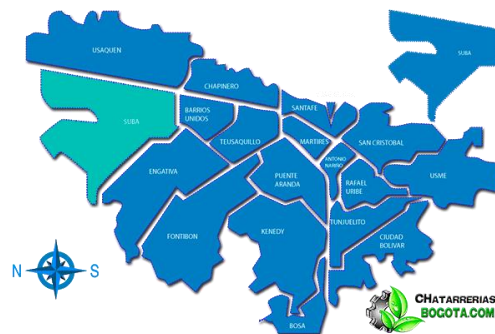 USAQUEN
SUBA
CHAPINERO
SUBA
BARRIOS
UNIDOS
SANTAFE
TEUSAQUILLO
MARTIRES
SAN CRISTOBAL
ENGATIVA
ANTONIO
NARIÑO
PUENTE
ARANDA
RAFAEL
URIBE
USME
FONTIBON
KENEDY
TUNJUELITO
CIUDAD
BOLIVAR
BOSA
N S
CHATARRERIAS
BOGOTA.COM